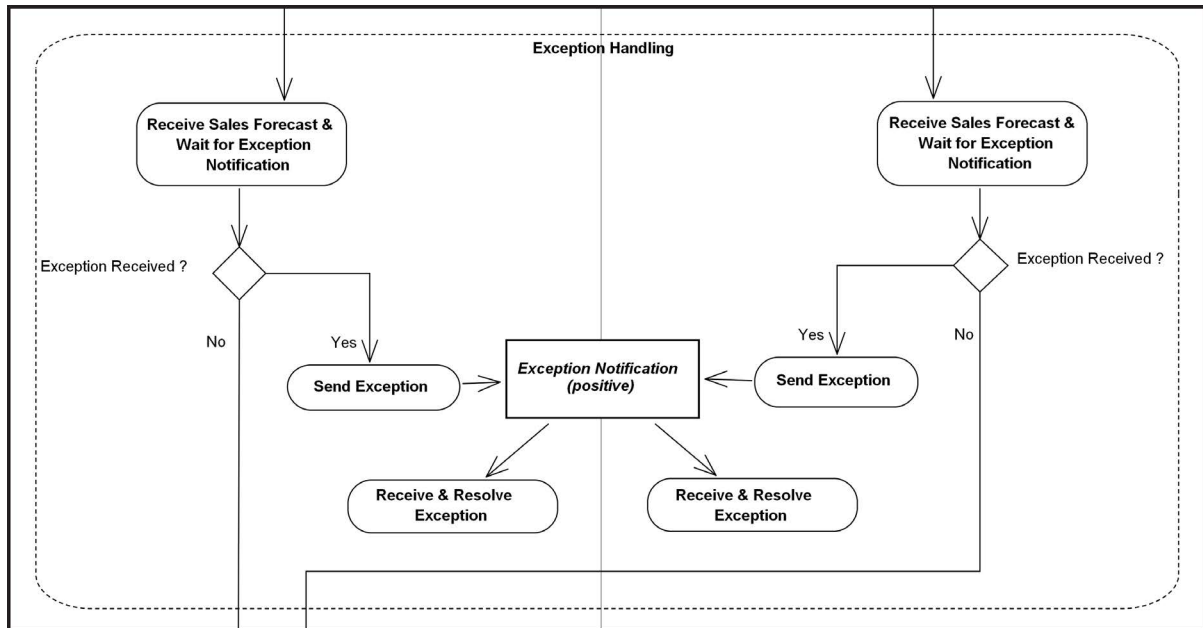 Exception Handling
Receive Sales Forecast &
Wait for Exception
Notification
Receive Sales Forecast &
Wait for Exception
Notification
Exception Received ?
Exception Received ?
No
Yes
Yes
No
Send Exception
Exception Notification
(positive)
Send Exception
Receive & Resolve
Exception
Receive & Resolve
Exception